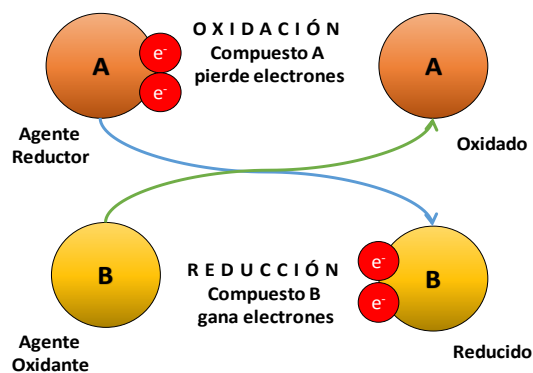 O X I D A C I Ó N
Compuesto A
pierde electrones
A
e-
e-
A
Agente
Reductor
Oxidado
B
R E D U C C I Ó N
Compuesto B
gana electrones
e-
e-
B
Agente
Oxidante
Reducido